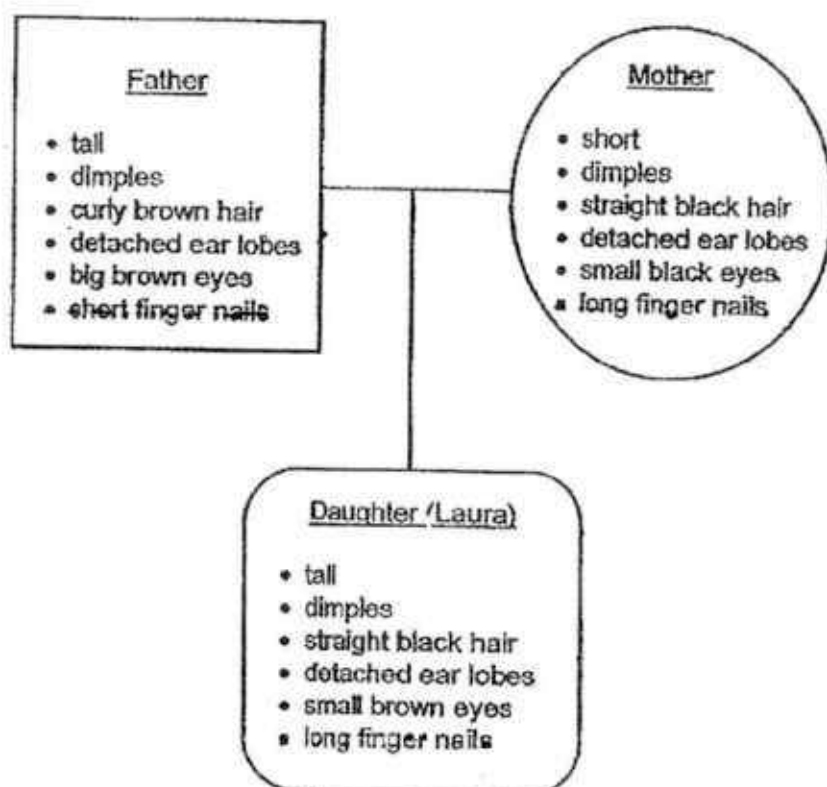 Father
• tall
• dimples
• curly brown hair
• detached ear lobes
• big brown eyes
• short finger nails
Mother
• short
• dimples
• straight black hair
• detached ear lobes
• small black eyes
• long finger nails
Daughter (Laura)
• tall
• dimples
• straight black hair
• detached ear lobes
• small brown eyes
• long finger nails